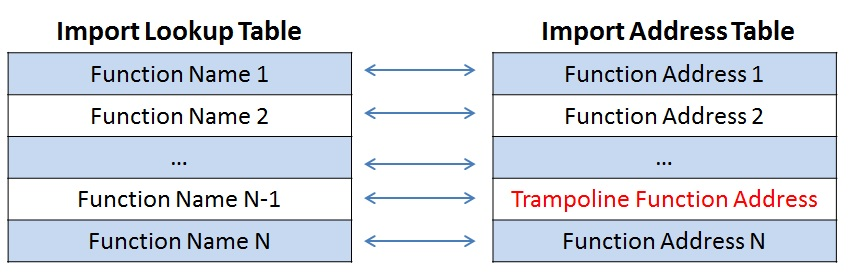 Import Lookup Table
Import Address Table
Function Name 1
Function Address 1
Function Name 2
Function Address 2
...
...
Function Name N-1
Trampoline Function Address
Function Name N
Function Address N